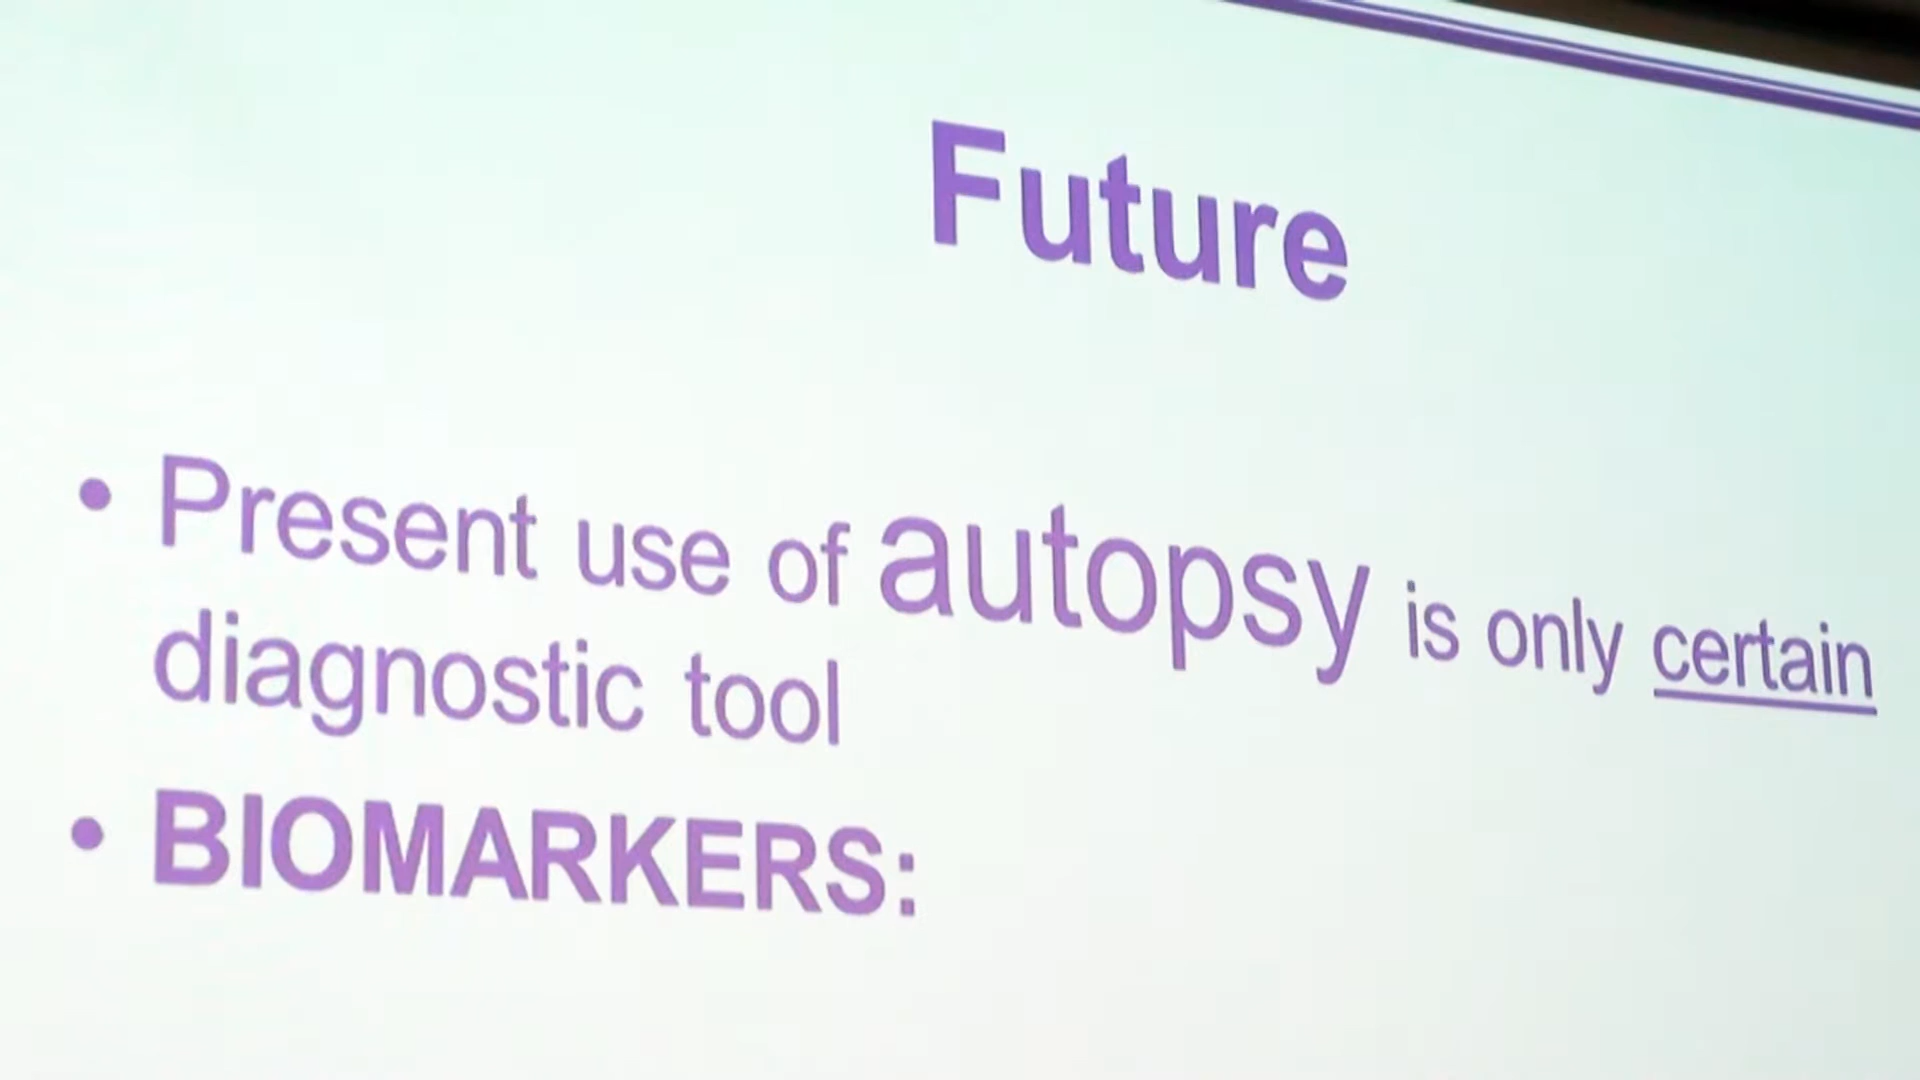 Future
• Present use of autopsy is only certain
diagnostic tool
• BIOMARKERS: